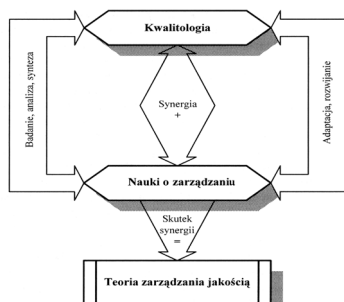 Kwalitologia
Badanie, analiza, synteza
Synergia
+
Adaptacja, rozwijanie
Nauki o zarządzaniu
Skutek
synergii
=
Teoria zarządzania jakością